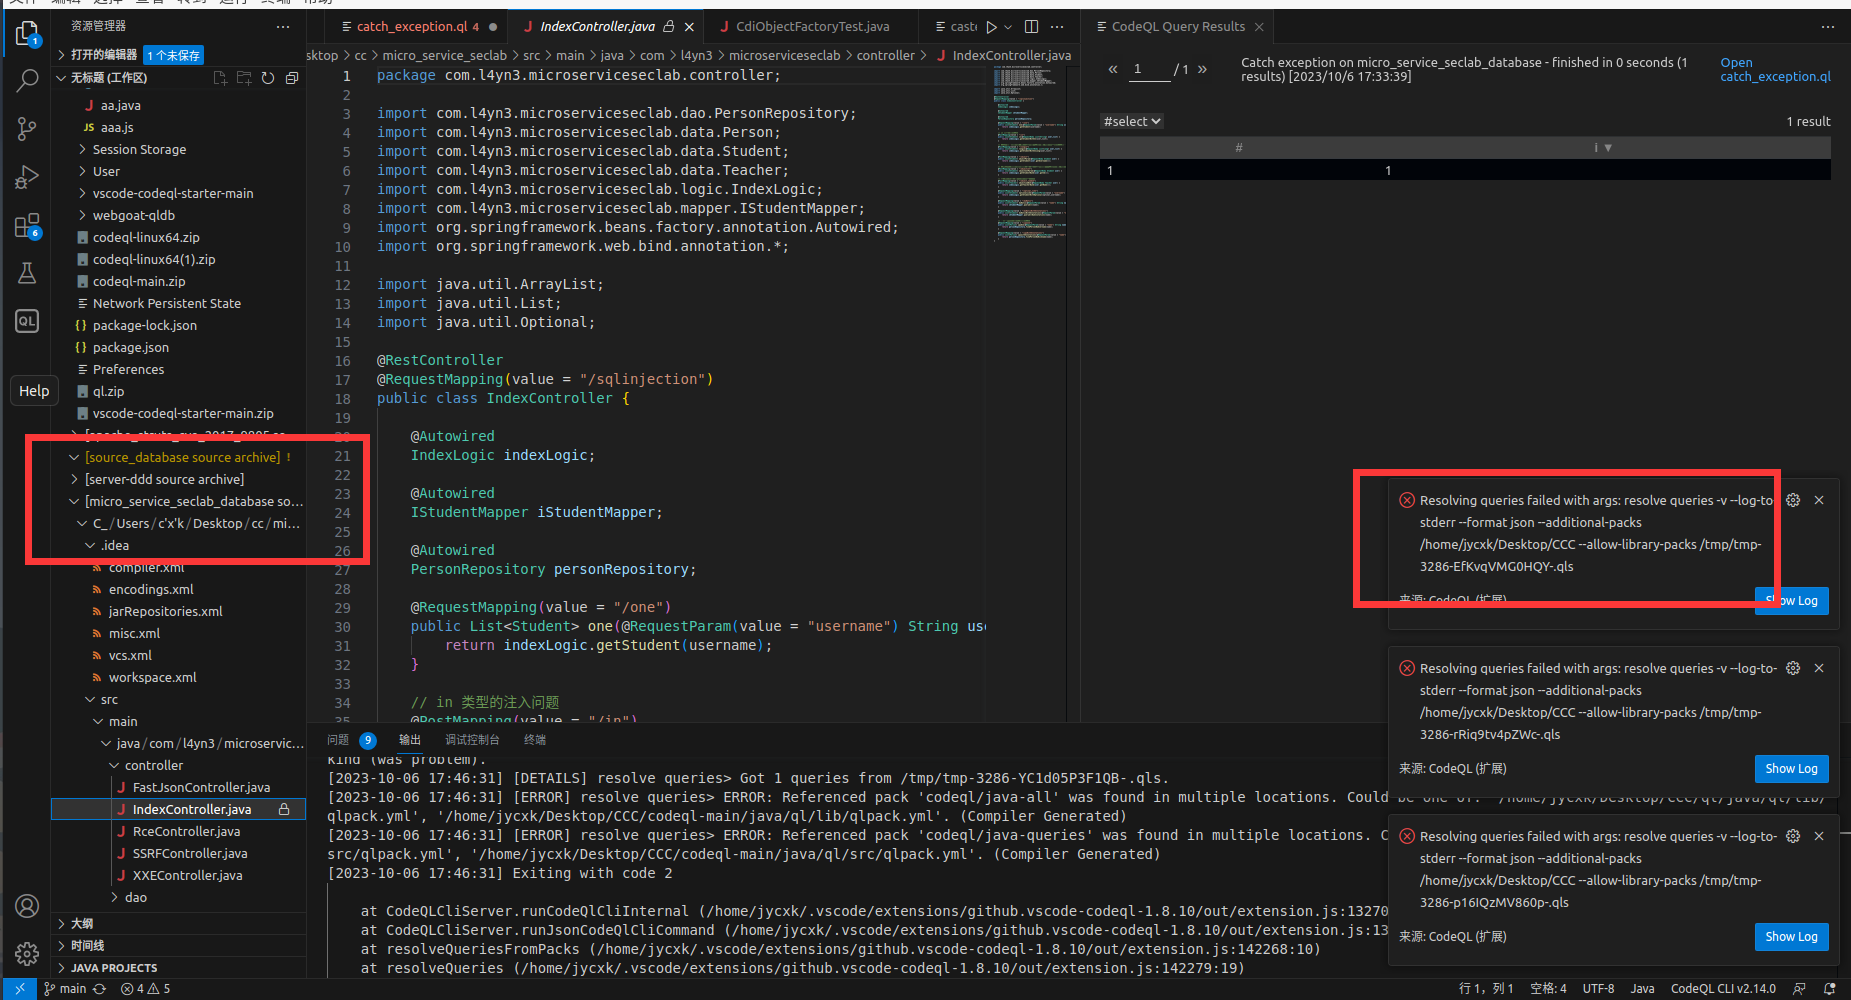 资源管理器
打开的编辑器 1 个未保存
无标题 (工作区)
aa.java
JS aaa.js
Session Storage
User
vscode-codeql-starter-main
webgoat-qldb
codeql-linux64.zip
codeql-linux64(1).zip
codeql-main.zip
Network Persistent State
{} package-lock.json
{} package.json
Preferences
ql.zip
vscode-codeql-starter-main.zip
[source_database source archive] !
[server-ddd source archive]
[micro_service_seclab_database so...
C_/Users/c'x'k/Desktop/cc/mi...
.idea
compiler.xml
encodings.xml
jarRepositories.xml
misc.xml
vcs.xml
workspace.xml
src
main
java/com/l4yn3/microservic...
controller
FastJsonController.java
IndexController.java
RceController.java
SSRFController.java
XXEController.java
dao
大纲
时间线
JAVA PROJECTS
1
6
QL
Help
catch_exception.ql 4
IndexController.java
CdiObjectFactoryTest.java
caste
sktop > cc > micro_service_seclab > src > main > java > com > l4yn3 > microserviceseclab > controller > IndexController.java
1 package com.l4yn3.microserviceseclab.controller;
2
3 import com.l4yn3.microserviceseclab.dao.PersonRepository;
4 import com.l4yn3.microserviceseclab.data.Person;
5 import com.l4yn3.microserviceseclab.data.Student;
6 import com.l4yn3.microserviceseclab.data.Teacher;
7 import com.l4yn3.microserviceseclab.logic.IndexLogic;
8 import com.l4yn3.microserviceseclab.mapper.IStudentMapper;
9 import org.springframework.beans.factory.annotation.Autowired;
10 import org.springframework.web.bind.annotation.*;
11
12 import java.util.ArrayList;
13 import java.util.List;
14 import java.util.Optional;
15
16 @RestController
17 @RequestMapping(value = "/sqlinjection")
18 public class IndexController {
19
20 @Autowired
21 IndexLogic indexLogic;
22
23 @Autowired
24 IStudentMapper iStudentMapper;
25
26 @Autowired
27 PersonRepository personRepository;
28
29 @RequestMapping(value = "/one")
30 public List<Student> one(@RequestParam(value = "username") String use
31 return indexLogic.getStudent(username);
32 }
33
34 // in 类型的注入问题
35 @PostMapping(value = "/in")
CodeQL Query Results
« 1 / 1 »
Catch exception on micro_service_seclab_database - finished in 0 seconds (1
results) [2023/10/6 17:33:39]
Open
catch_exception.ql
#select
1 result
# i
1 1
Resolving queries failed with args: resolve queries -v --log-to-
stderr --format json --additional-packs
/home/jycxk/Desktop/CCC --allow-library-packs /tmp/tmp-
3286-EfKvqVMG0HQY-.qls
来源: CodeQL (扩展)
Show Log
Resolving queries failed with args: resolve queries -v --log-to-
stderr --format json --additional-packs
/home/jycxk/Desktop/CCC --allow-library-packs /tmp/tmp-
3286-rRiq9tv4pZWc-.qls
来源: CodeQL (扩展)
Show Log
Resolving queries failed with args: resolve queries -v --log-to-
stderr --format json --additional-packs
/home/jycxk/Desktop/CCC --allow-library-packs /tmp/tmp-
3286-p16IQzMV860p-.qls
来源: CodeQL (扩展)
Show Log
问题 9 输出 调试控制台 终端
kind (was problem).
[2023-10-06 17:46:31] [DETAILS] resolve queries> Got 1 queries from /tmp/tmp-3286-YC1d05P3F1QB-.qls.
[2023-10-06 17:46:31] [ERROR] resolve queries> ERROR: Referenced pack 'codeql/java-all' was found in multiple locations. Could be one of: '/home/jycxk/Desktop/CCC/ql/java/ql/lib/
qlpack.yml', '/home/jycxk/Desktop/CCC/codeql-main/java/ql/lib/qlpack.yml'. (Compiler Generated)
[2023-10-06 17:46:31] [ERROR] resolve queries> ERROR: Referenced pack 'codeql/java-queries' was found in multiple locations. C
src/qlpack.yml', '/home/jycxk/Desktop/CCC/codeql-main/java/ql/src/qlpack.yml'. (Compiler Generated)
[2023-10-06 17:46:31] Exiting with code 2
at CodeQLCliServer.runCodeQlCliInternal (/home/jycxk/.vscode/extensions/github.vscode-codeql-1.8.10/out/extension.js:13270
at CodeQLCliServer.runJsonCodeQlCliCommand (/home/jycxk/.vscode/extensions/github.vscode-codeql-1.8.10/out/extension.js:13
at resolveQueriesFromPacks (/home/jycxk/.vscode/extensions/github.vscode-codeql-1.8.10/out/extension.js:142268:10)
at resolveQueries (/home/jycxk/.vscode/extensions/github.vscode-codeql-1.8.10/out/extension.js:142279:19)
main 4 5
行 1, 列 1 空格: 4 UTF-8 Java CodeQL CLI v2.14.0